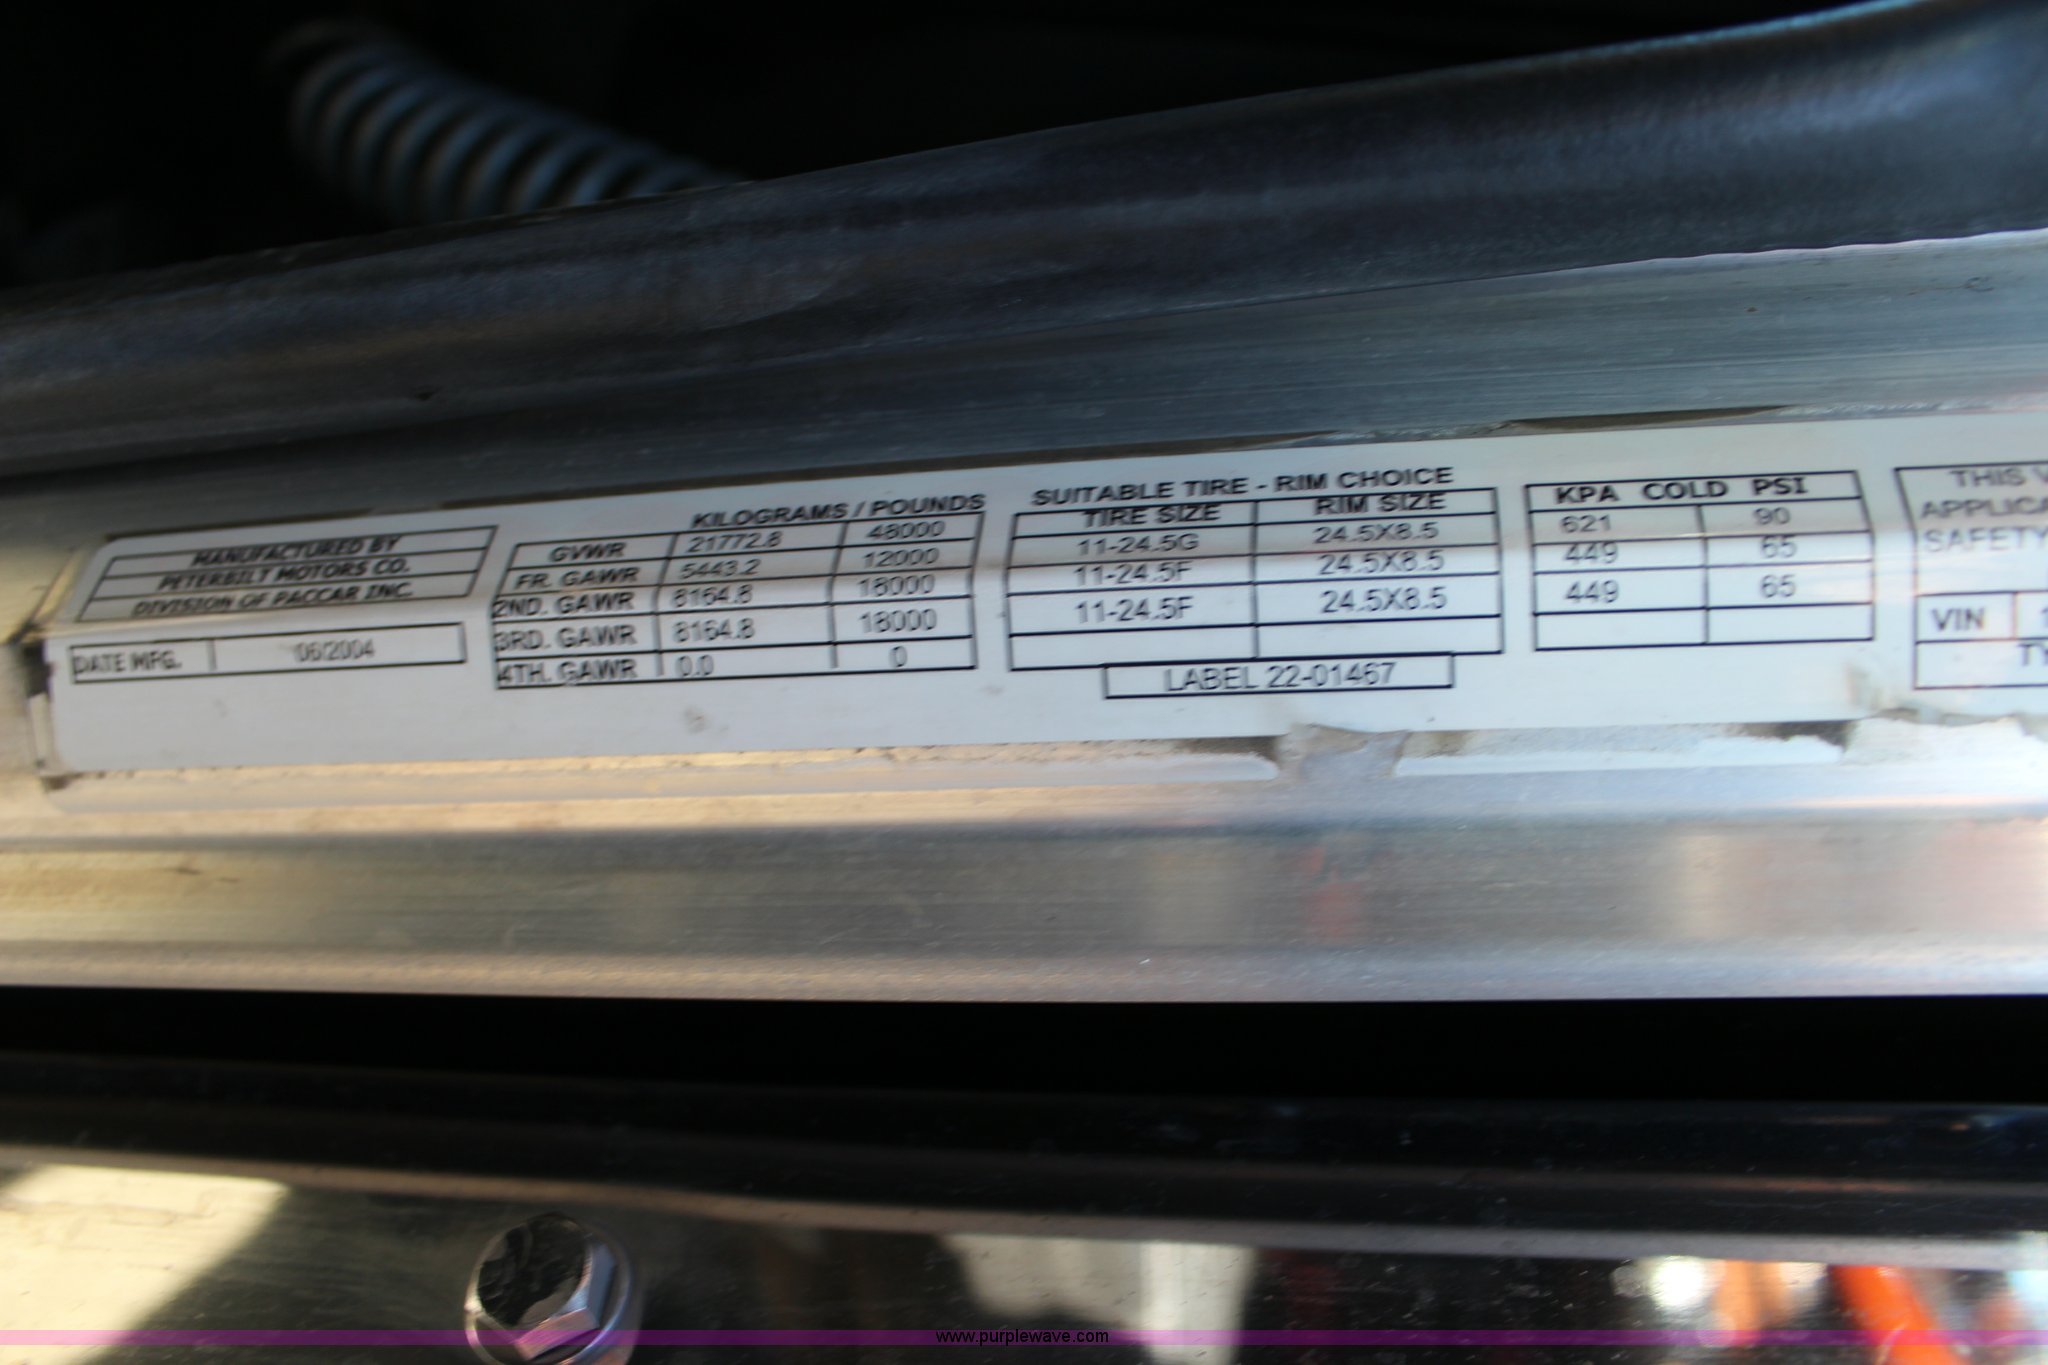 MANUFACTURED BY
PETERBILT MOTORS CO.
DIVISION OF PACCAR INC.
DATE MFG. 06/2004
KILOGRAMS / POUNDS
GVWR 21772.8 48000
FR. GAWR 5443.2 12000
2ND. GAWR 8164.8 18000
3RD. GAWR 8164.8 18000
4TH. GAWR 0.0 0
SUITABLE TIRE - RIM CHOICE
TIRE SIZE RIM SIZE
11-24.5G 24.5X8.5
11-24.5F 24.5X8.5
11-24.5F 24.5X8.5
LABEL 22-01467
KPA COLD PSI
621 90
449 65
449 65
THIS V
APPLICA
SAFETY
VIN 1
TY
www.purplewave.com